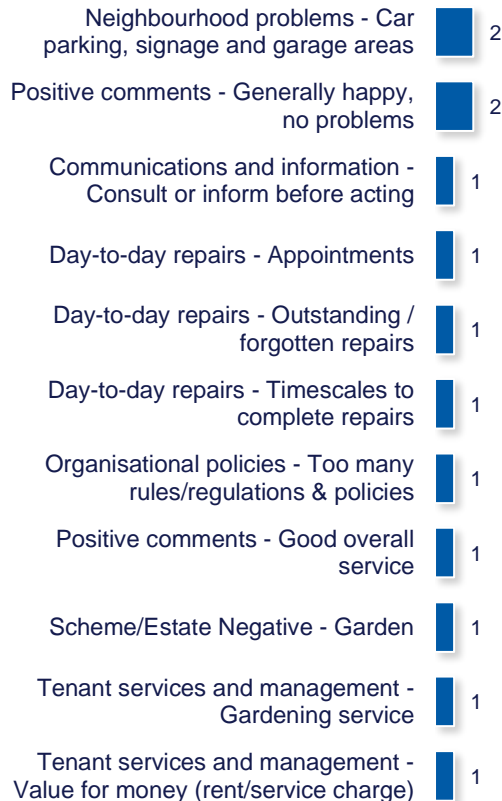 Neighbourhood problems - Car
parking, signage and garage areas
2
Positive comments - Generally happy,
no problems
2
Communications and information -
Consult or inform before acting
1
Day-to-day repairs - Appointments
1
Day-to-day repairs - Outstanding /
forgotten repairs
1
Day-to-day repairs - Timescales to
complete repairs
1
Organisational policies - Too many
rules/regulations & policies
1
Positive comments - Good overall
service
1
Scheme/Estate Negative - Garden
1
Tenant services and management -
Gardening service
1
Tenant services and management -
Value for money (rent/service charge)
1